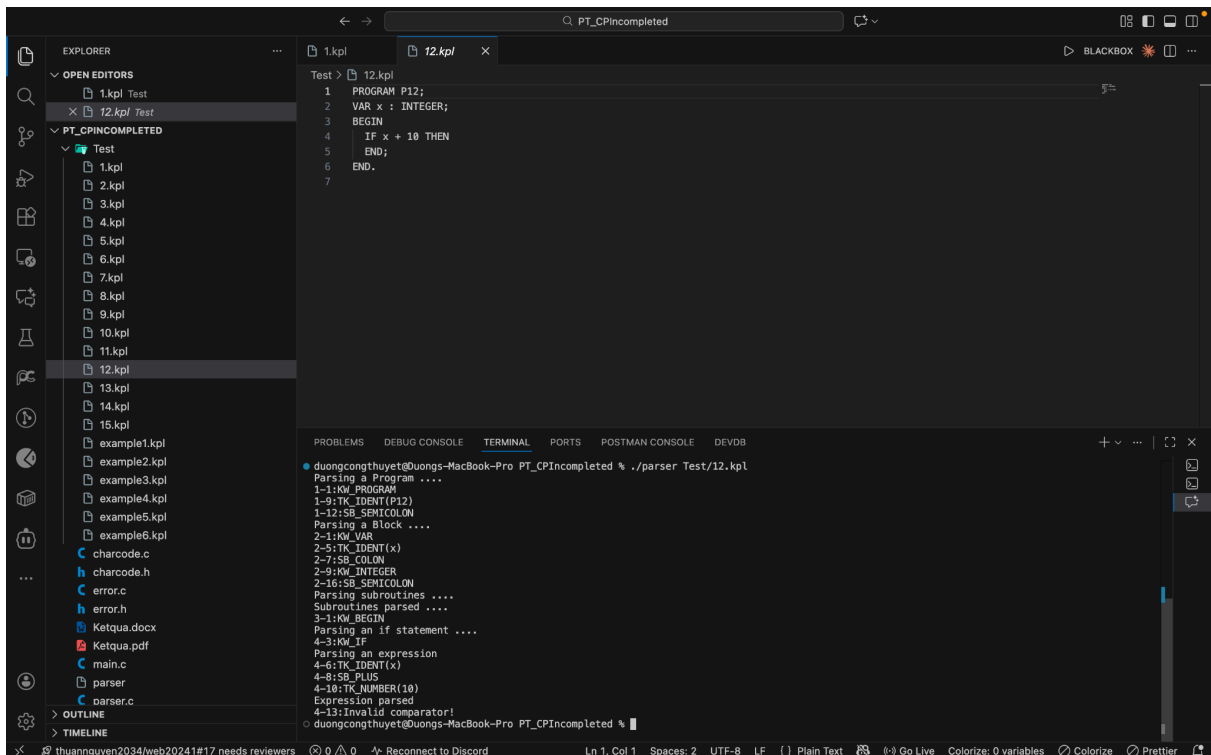 PT_CPIncompleted
EXPLORER
OPEN EDITORS
1.kpl Test
12.kpl Test
PT_CPINCOMPLETED
Test
1.kpl
2.kpl
3.kpl
4.kpl
5.kpl
6.kpl
7.kpl
8.kpl
9.kpl
10.kpl
11.kpl
12.kpl
13.kpl
14.kpl
15.kpl
example1.kpl
example2.kpl
example3.kpl
example4.kpl
example5.kpl
example6.kpl
charcode.c
charcode.h
error.c
error.h
Ketqua.docx
Ketqua.pdf
main.c
parser
parser.c
OUTLINE
TIMELINE
1.kpl 12.kpl BLACKBOX
Test > 12.kpl
1 PROGRAM P12;
2 VAR x : INTEGER;
3 BEGIN
4 IF x + 10 THEN
5 END;
6 END.
7
PROBLEMS DEBUG CONSOLE TERMINAL PORTS POSTMAN CONSOLE DEVDB
duongcongthuyet@Duongs-MacBook-Pro PT_CPIncompleted % ./parser Test/12.kpl
Parsing a Program ....
1-1:KW_PROGRAM
1-9:TK_IDENT(P12)
1-12:SB_SEMICOLON
Parsing a Block ....
2-1:KW_VAR
2-5:TK_IDENT(x)
2-7:SB_COLON
2-9:KW_INTEGER
2-16:SB_SEMICOLON
Parsing subroutines ....
Subroutines parsed ....
3-1:KW_BEGIN
Parsing an if statement ....
4-3:KW_IF
Parsing an expression
4-6:TK_IDENT(x)
4-8:SB_PLUS
4-10:TK_NUMBER(10)
Expression parsed
4-13:Invalid comparator!
duongcongthuyet@Duongs-MacBook-Pro PT_CPIncompleted %
thuannguyen2034/web20241#17 needs reviewers 0 0 Reconnect to Discord Ln 1, Col 1 Spaces: 2 UTF-8 LF {} Plain Text Go Live Colorize: 0 variables Colorize Prettier